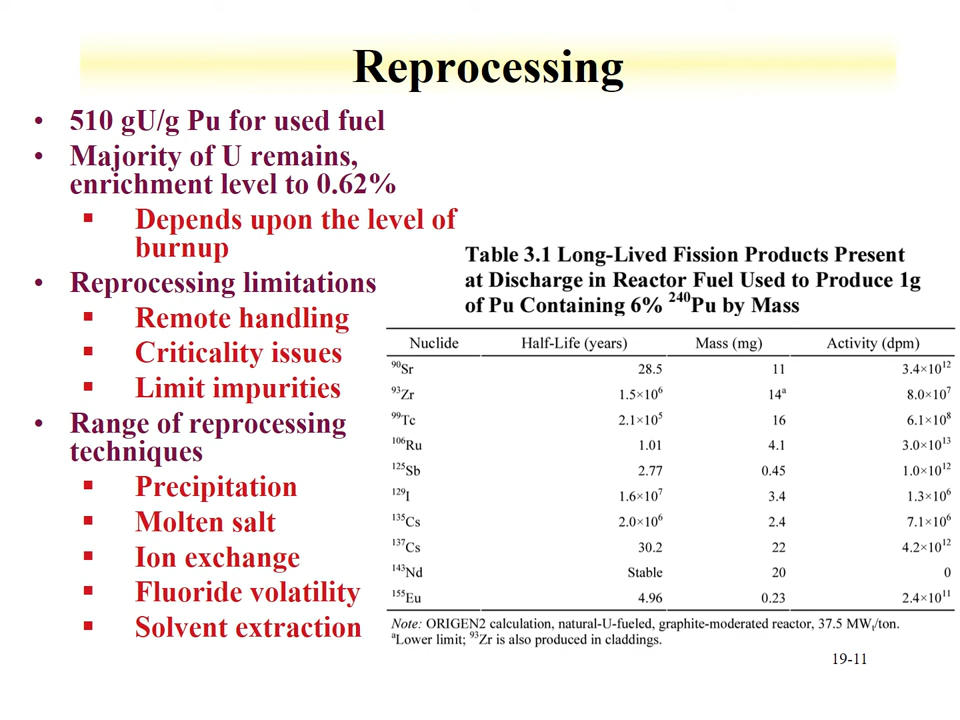 Reprocessing
• 510 gU/g Pu for used fuel
• Majority of U remains,
enrichment level to 0.62%
▪ Depends upon the level of
burnup
• Reprocessing limitations
▪ Remote handling
▪ Criticality issues
▪ Limit impurities
• Range of reprocessing
techniques
▪ Precipitation
▪ Molten salt
▪ Ion exchange
▪ Fluoride volatility
▪ Solvent extraction
Table 3.1 Long-Lived Fission Products Present
at Discharge in Reactor Fuel Used to Produce 1g
of Pu Containing 6% ²⁴⁰Pu by Mass
Nuclide Half-Life (years) Mass (mg) Activity (dpm)
⁹⁰Sr 28.5 11 3.4×10¹²
⁹³Zr 1.5×10⁶ 14ᵃ 8.0×10⁷
⁹⁹Tc 2.1×10⁵ 16 6.1×10⁸
¹⁰⁶Ru 1.01 4.1 3.0×10¹³
¹²⁵Sb 2.77 0.45 1.0×10¹²
¹²⁹I 1.6×10⁷ 3.4 1.3×10⁶
¹³⁵Cs 2.0×10⁶ 2.4 7.1×10⁶
¹³⁷Cs 30.2 22 4.2×10¹²
¹⁴³Nd Stable 20 0
¹⁵⁵Eu 4.96 0.23 2.4×10¹¹
Note: ORIGEN2 calculation, natural-U-fueled, graphite-moderated reactor, 37.5 MWₜ/ton.
ᵃLower limit; ⁹³Zr is also produced in claddings.
19-11